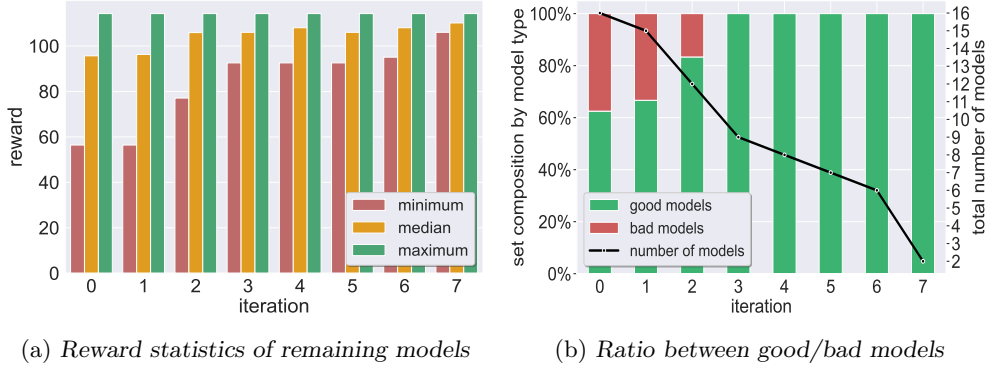 reward
100
80
60
40
20
0
minimum
median
maximum
0 1 2 3 4 5 6 7
iteration
(a) Reward statistics of remaining models
set composition by model type
100%
80%
60%
40%
20%
0%
good models
bad models
number of models
0 1 2 3 4 5 6 7
iteration
16
15
14
13
12
11
10
9
8
7
6
5
4
3
2
total number of models
(b) Ratio between good/bad models